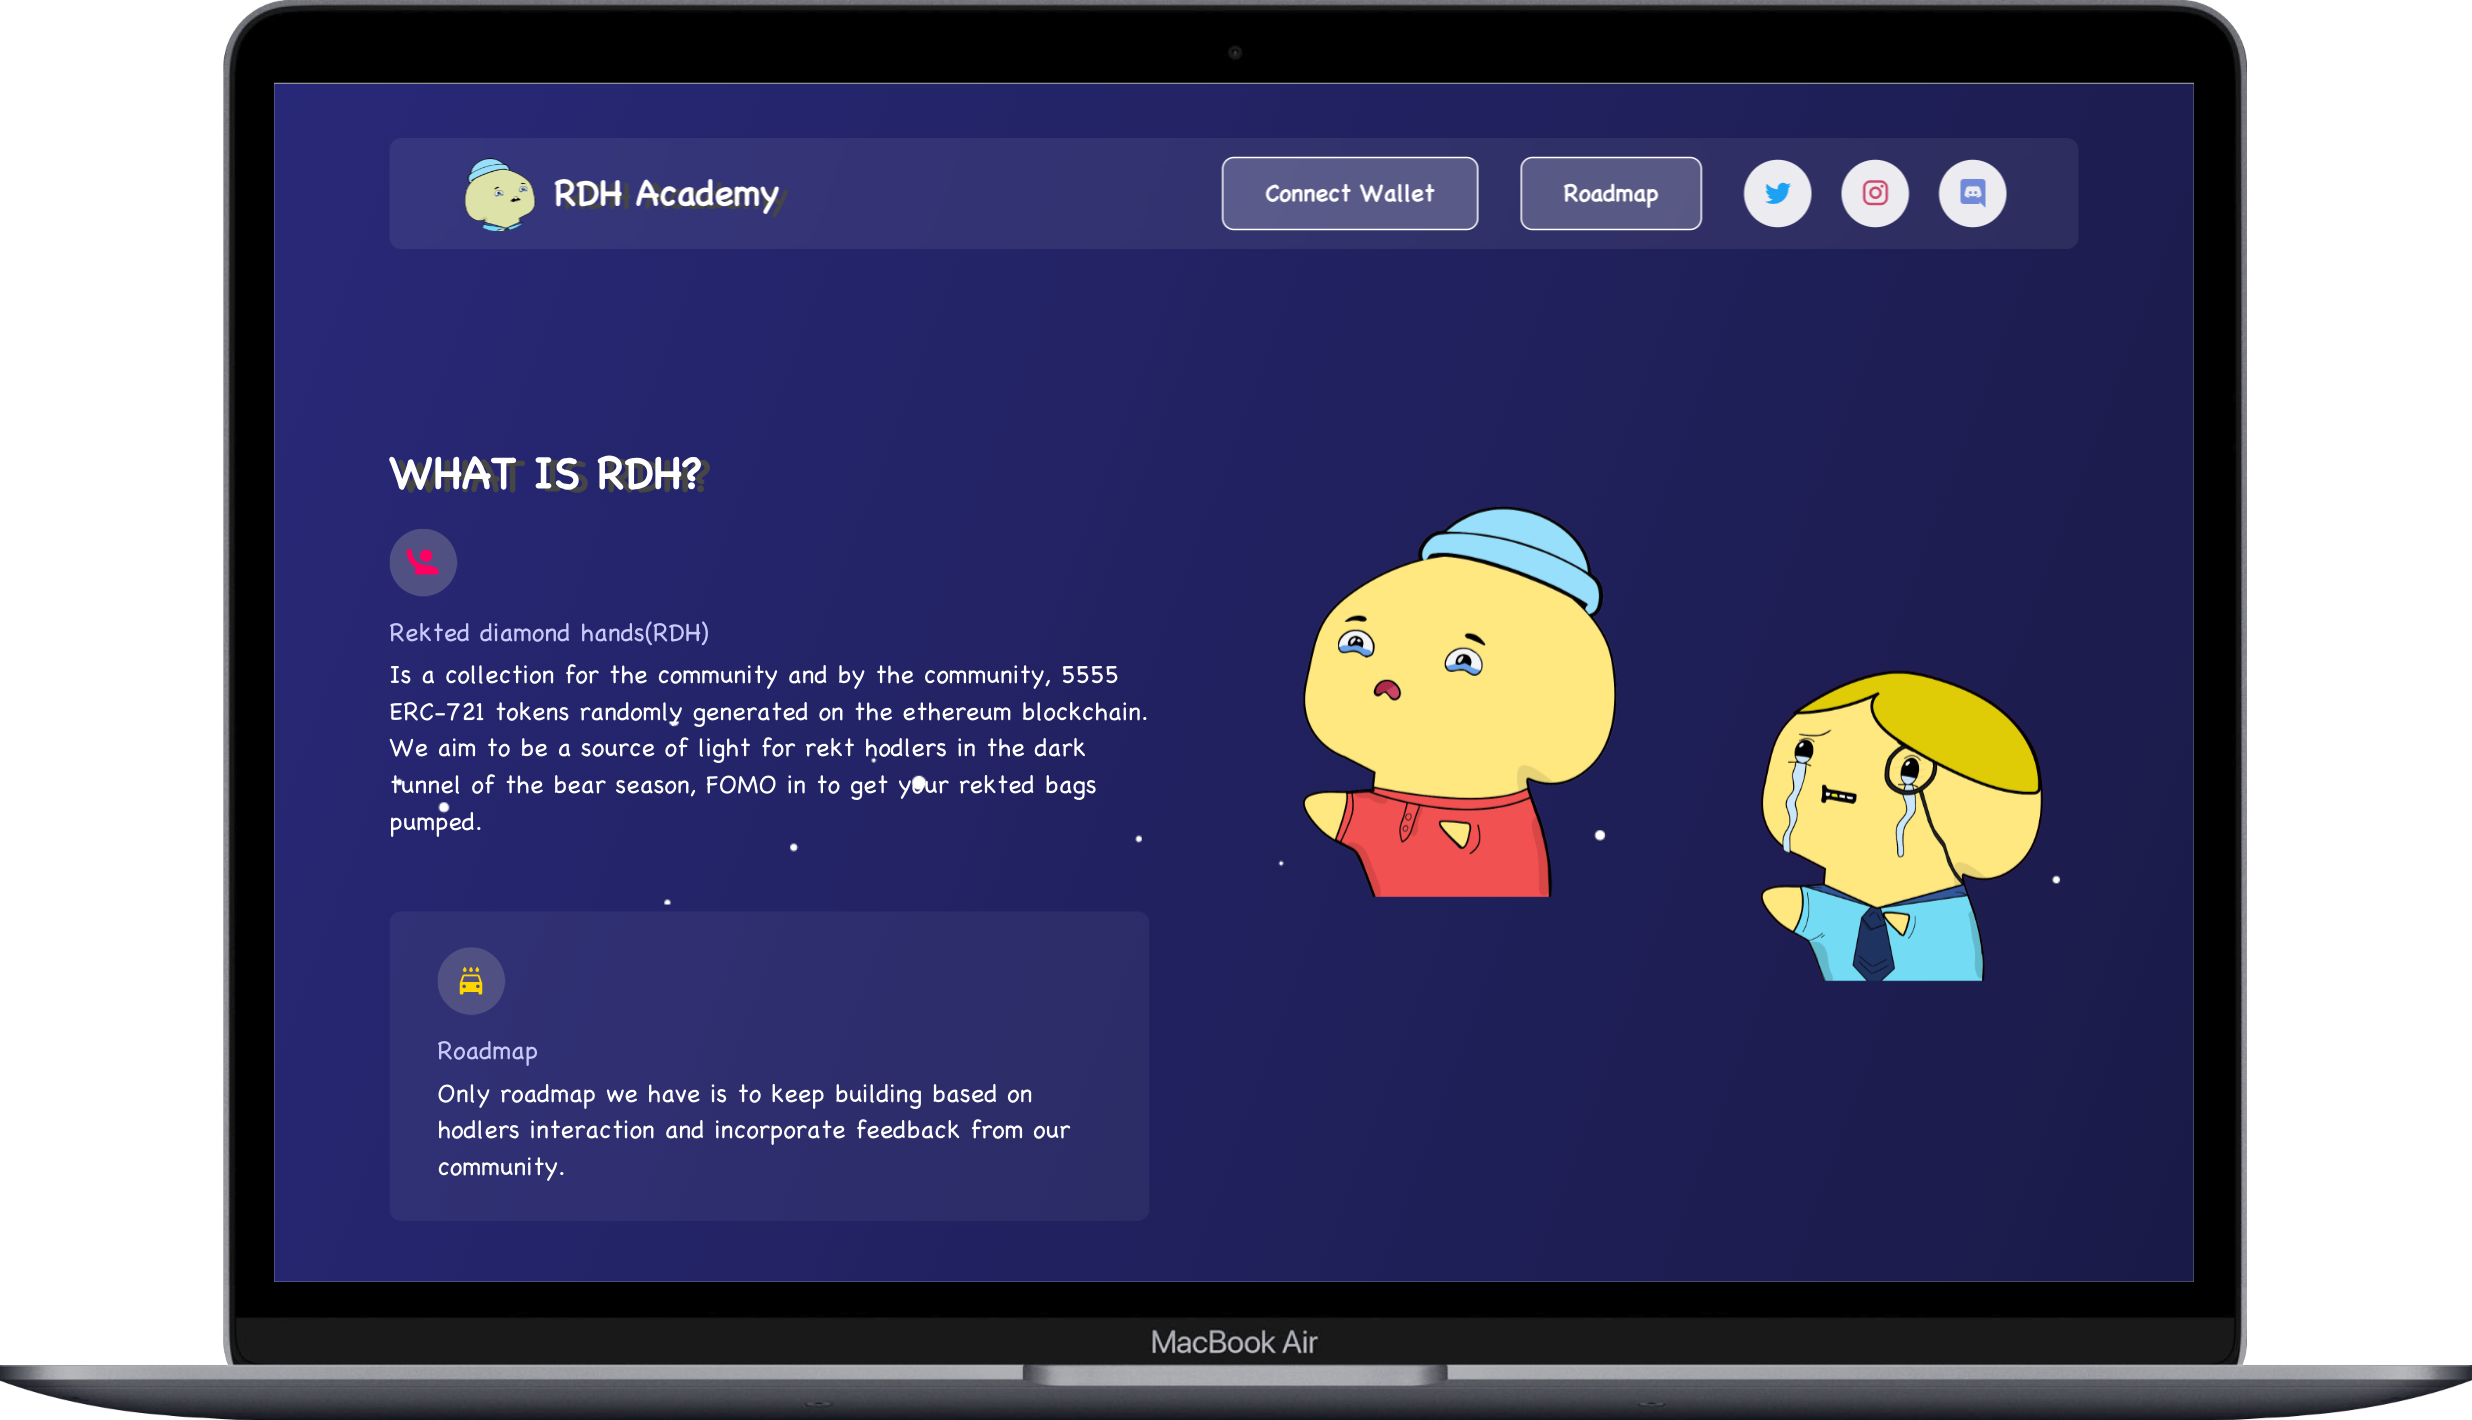 RDH Academy
Connect Wallet
Roadmap
WHAT IS RDH?
Rekted diamond hands(RDH)
Is a collection for the community and by the community, 5555
ERC-721 tokens randomly generated on the ethereum blockchain.
We aim to be a source of light for rekt hodlers in the dark
tunnel of the bear season, FOMO in to get your rekted bags
pumped.
Roadmap
Only roadmap we have is to keep building based on
hodlers interaction and incorporate feedback from our
community.
MacBook Air